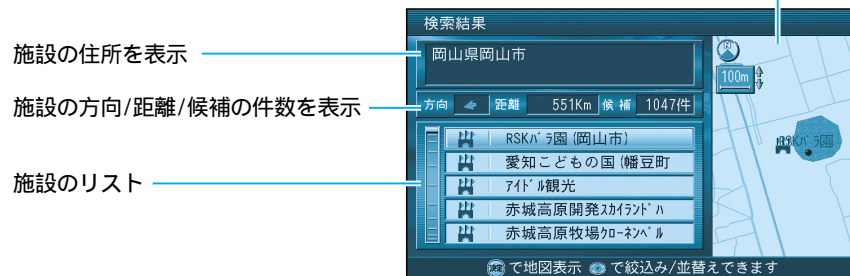 検索結果
施設の住所を表示
岡山県岡山市
100m
施設の方向/距離/候補の件数を表示
方向 距離 551Km 候補 1047件
施設のリスト
RSKバラ園(岡山市)
愛知こどもの国(幡豆町
アイドル観光
赤城高原開発スカイランドハ
赤城高原牧場クローネンベル
RSKバラ園
決定 で地図表示 で絞込み/並替えできます